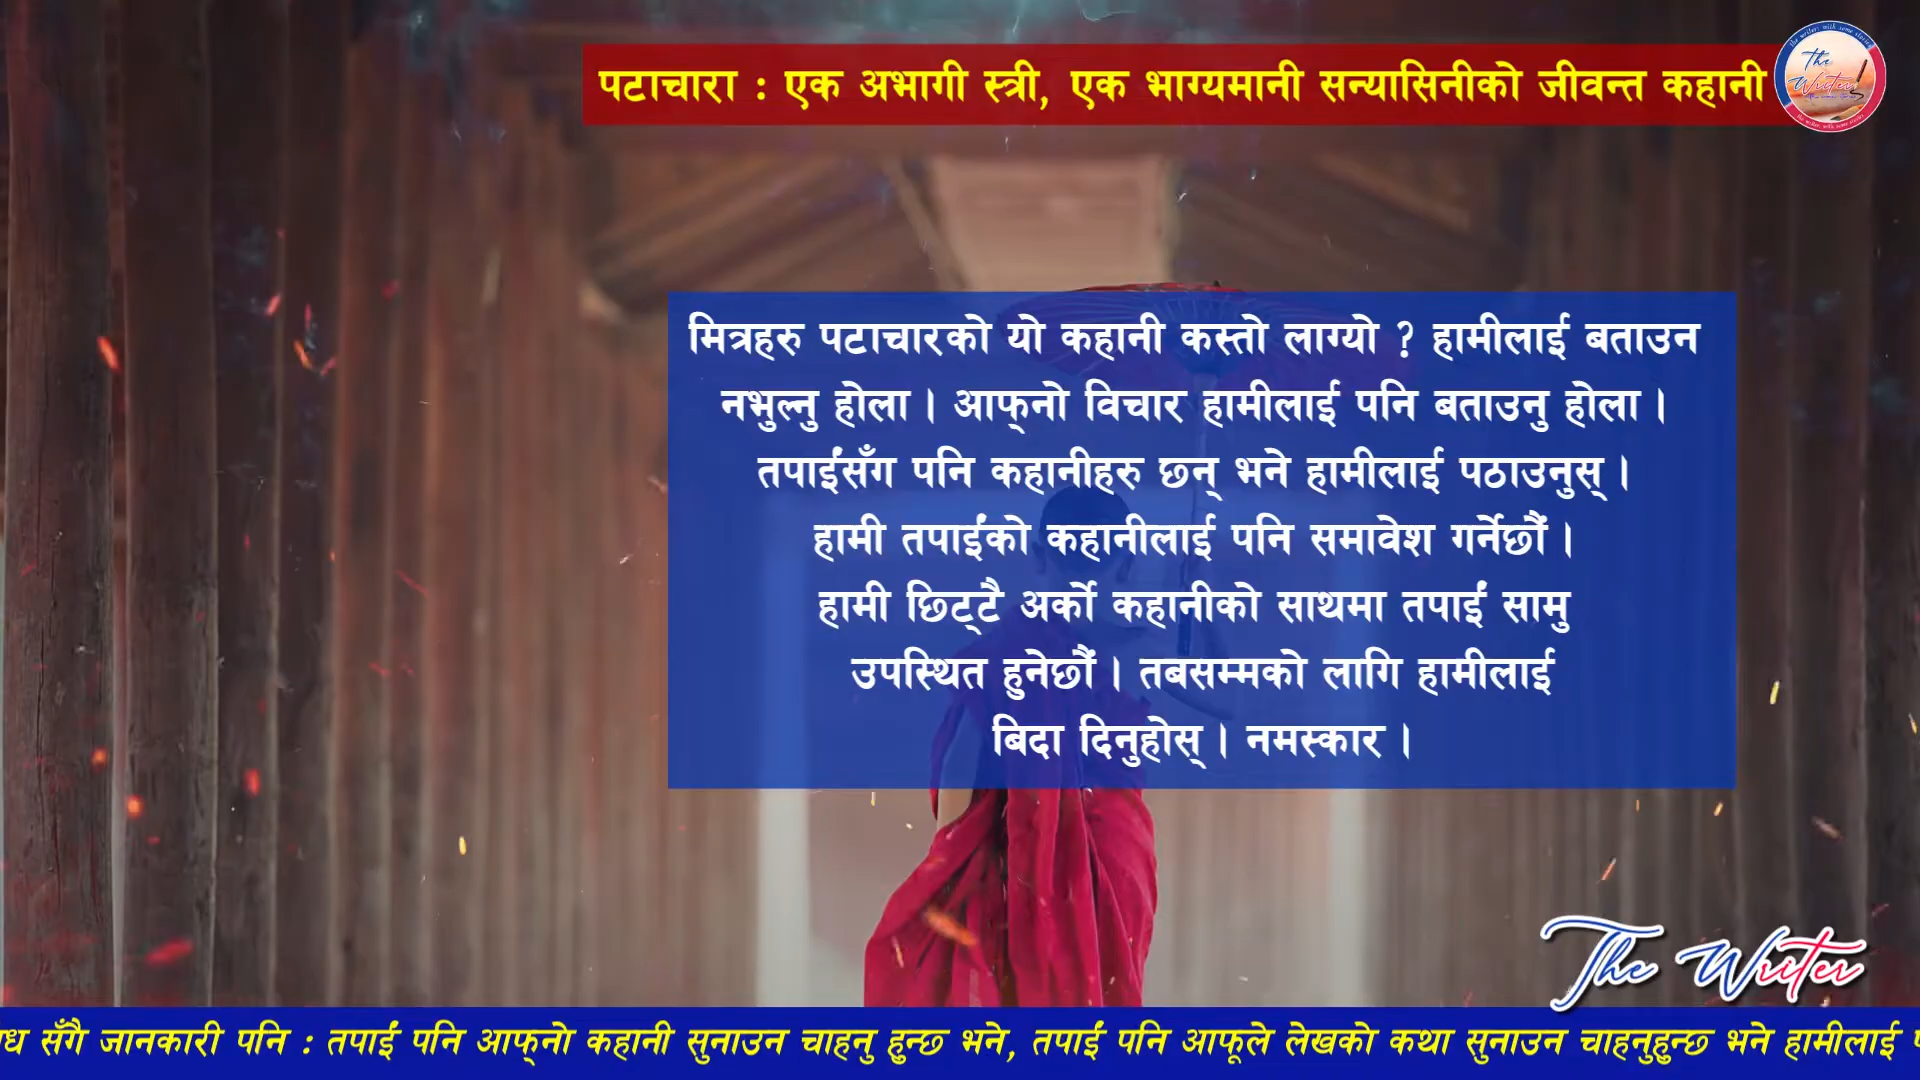 पटाचारा : एक अभागी स्त्री, एक भाग्यमानी सन्यासिनीको जीवन्त कहानी
The Writer
मित्रहरु पटाचारको यो कहानी कस्तो लाग्यो ? हामीलाई बताउन
नभुल्नु होला । आफ्‌नो विचार हामीलाई पनि बताउनु होला ।
तपाईंसँग पनि कहानीहरु छन् भने हामीलाई पठाउनुस् ।
हामी तपाईंको कहानीलाई पनि समावेश गर्नेछौं ।
हामी छिट्‌टै अर्को कहानीको साथमा तपाईं सामु
उपस्थित हुनेछौं । तबसम्मको लागि हामीलाई
बिदा दिनुहोस् । नमस्कार ।
The Writer
सँगै जानकारी पनि : तपाईं पनि आफ्‌नो कहानी सुनाउन चाहनु हुन्छ भने, तपाईं पनि आफूले लेखको कथा सुनाउन चाहनुहुन्छ भने हामीलाई